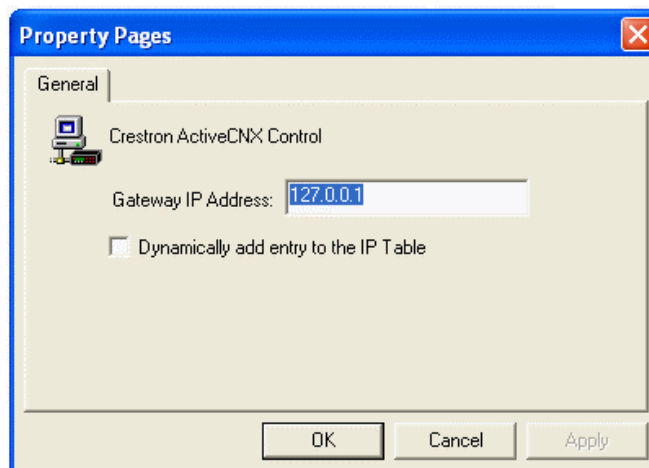 Property Pages
General
Crestron ActiveCNX Control
Gateway IP Address: 127.0.0.1
Dynamically add entry to the IP Table
OK Cancel Apply